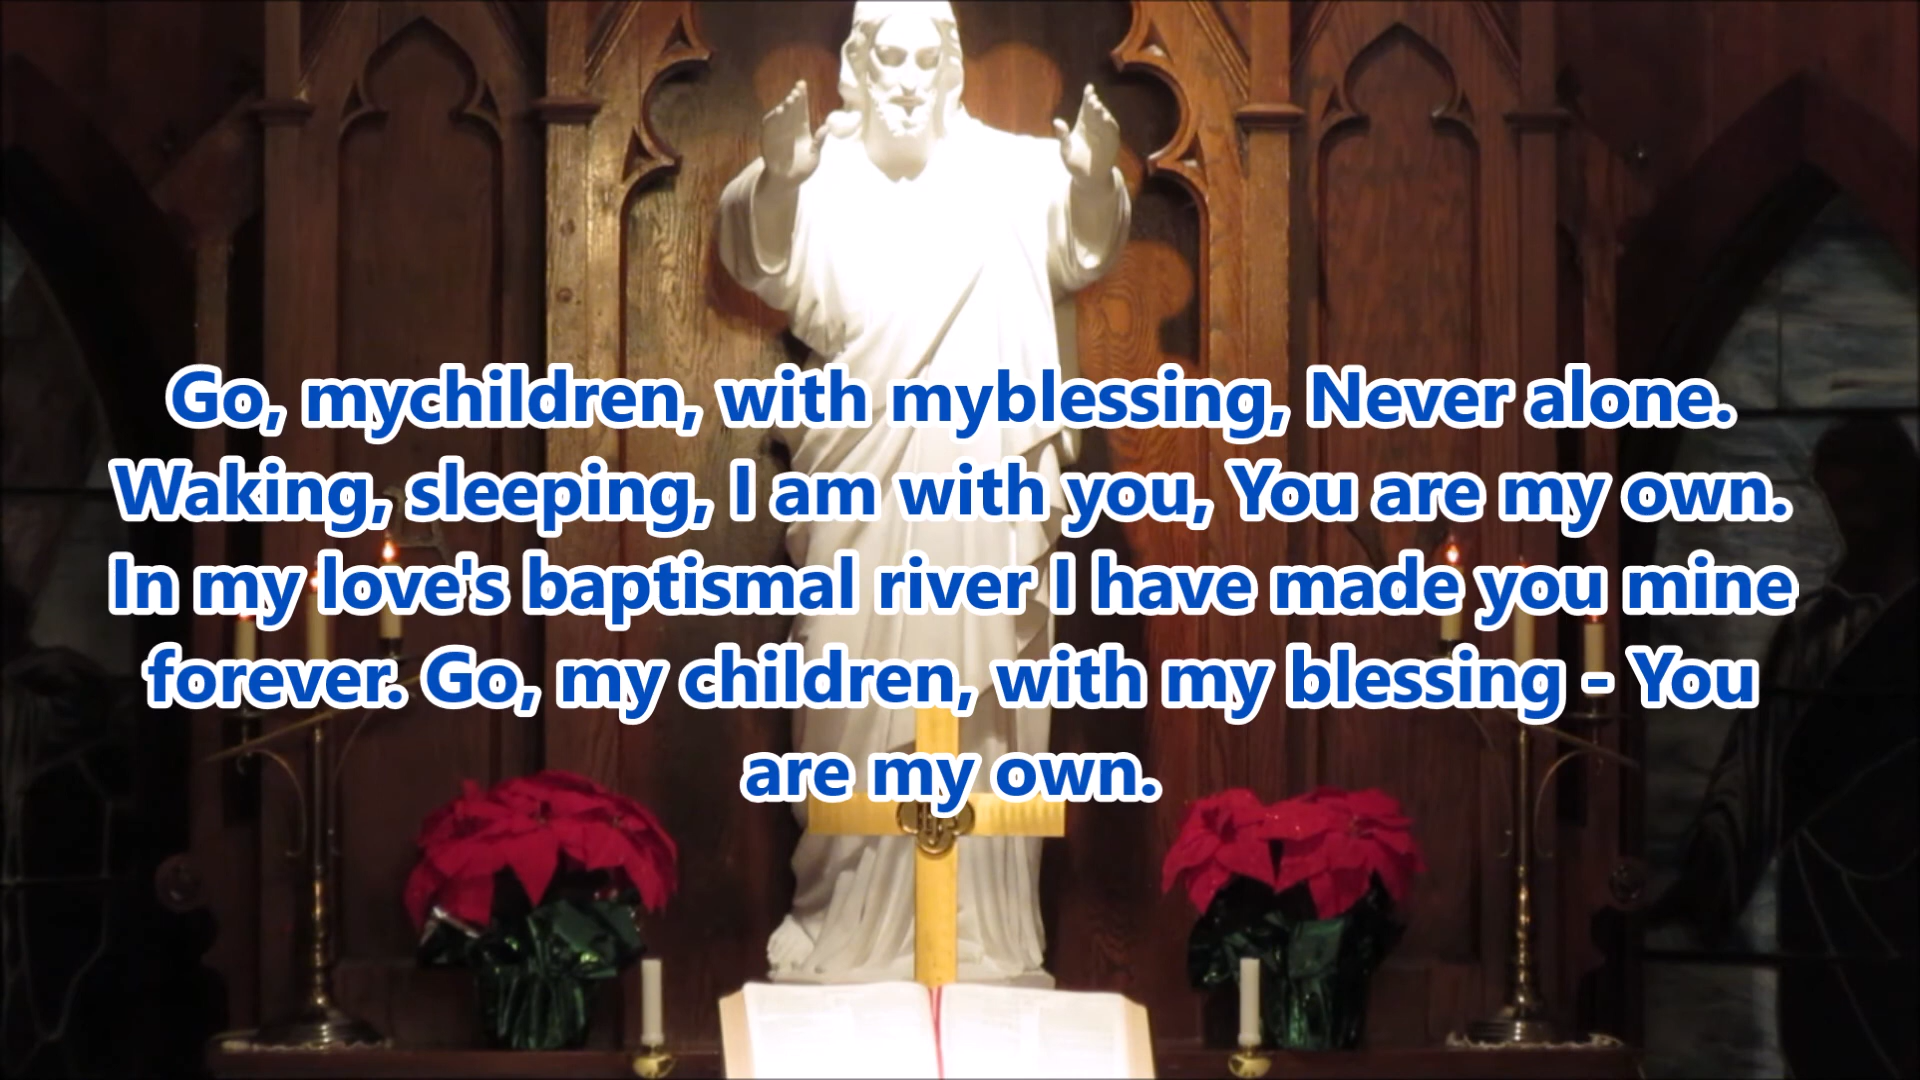 Go, mychildren, with myblessing, Never alone.
Waking, sleeping, I am with you, You are my own.
In my love's baptismal river I have made you mine
forever. Go, my children, with my blessing - You
are my own.